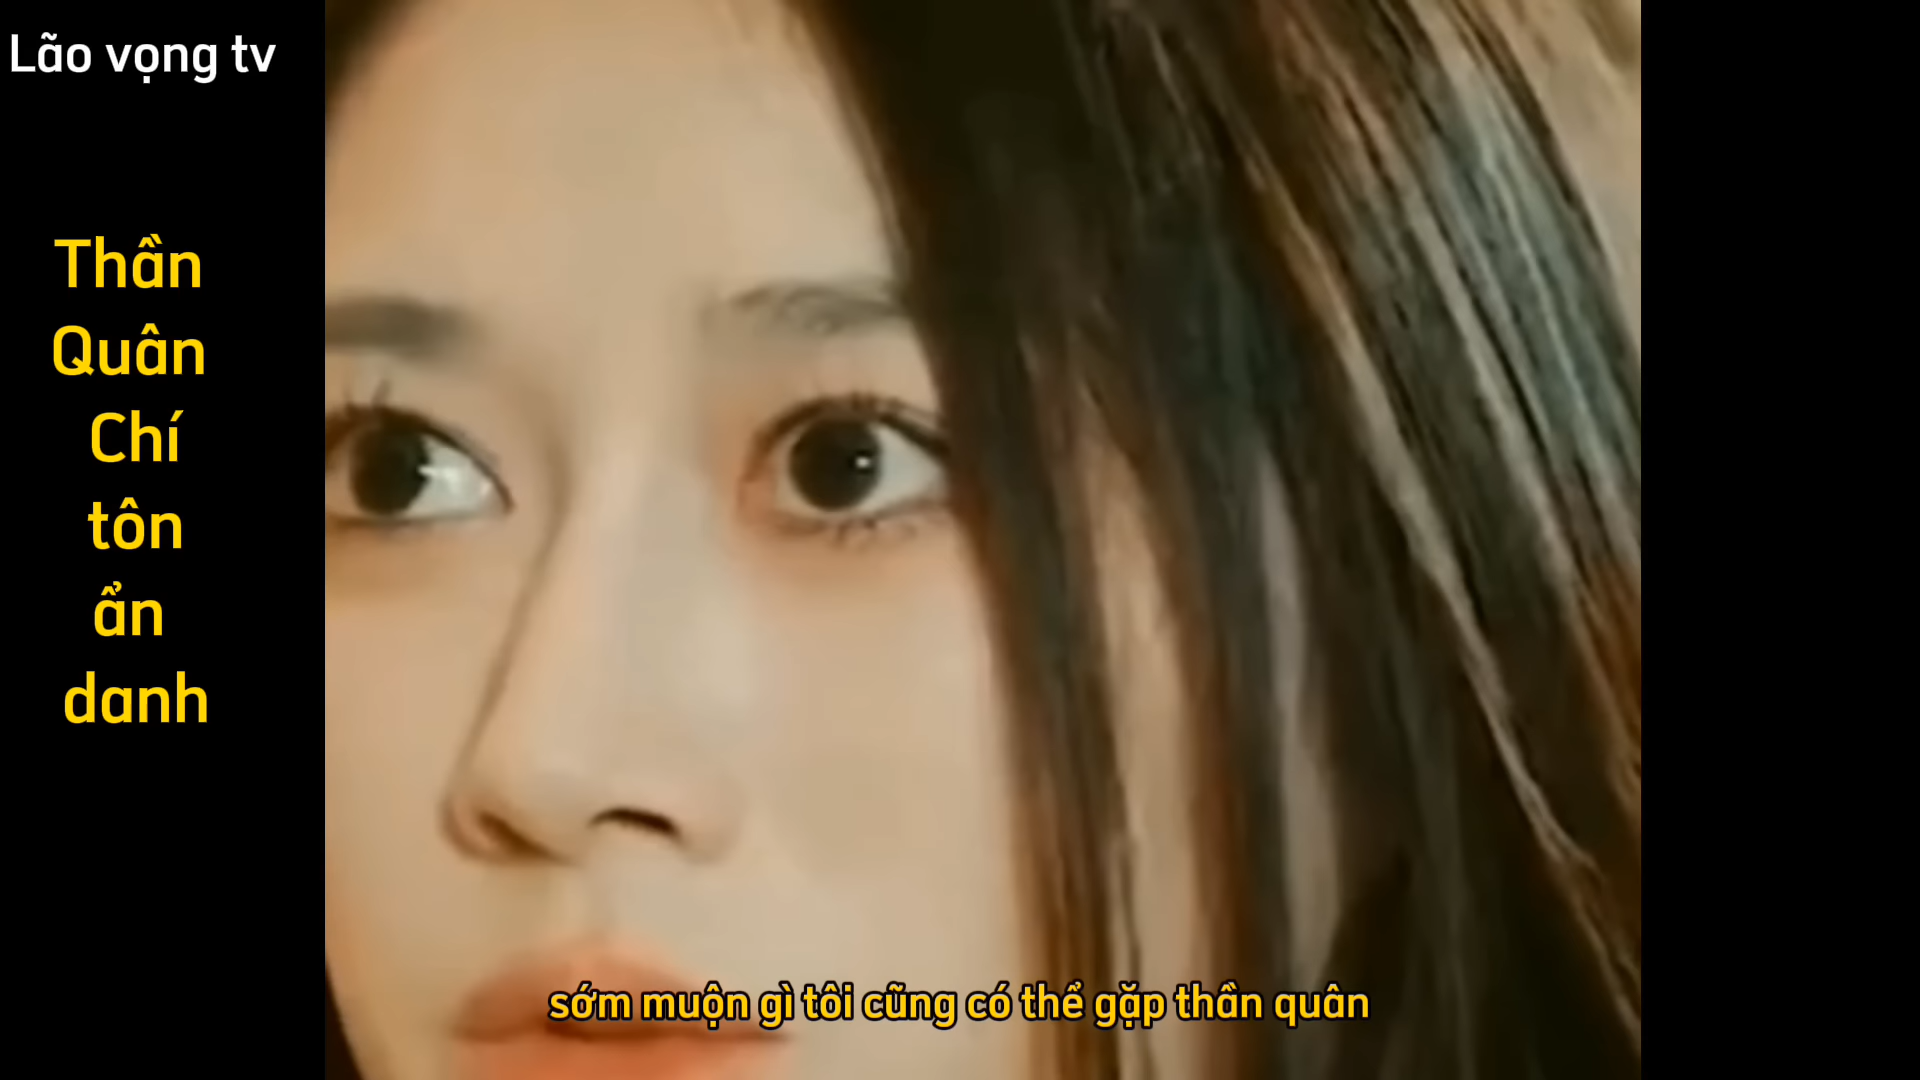 Lão vọng tv
Thần
Quân
Chí
tôn
ẩn
danh
sớm muộn gì tôi cũng có thể gặp thần quân